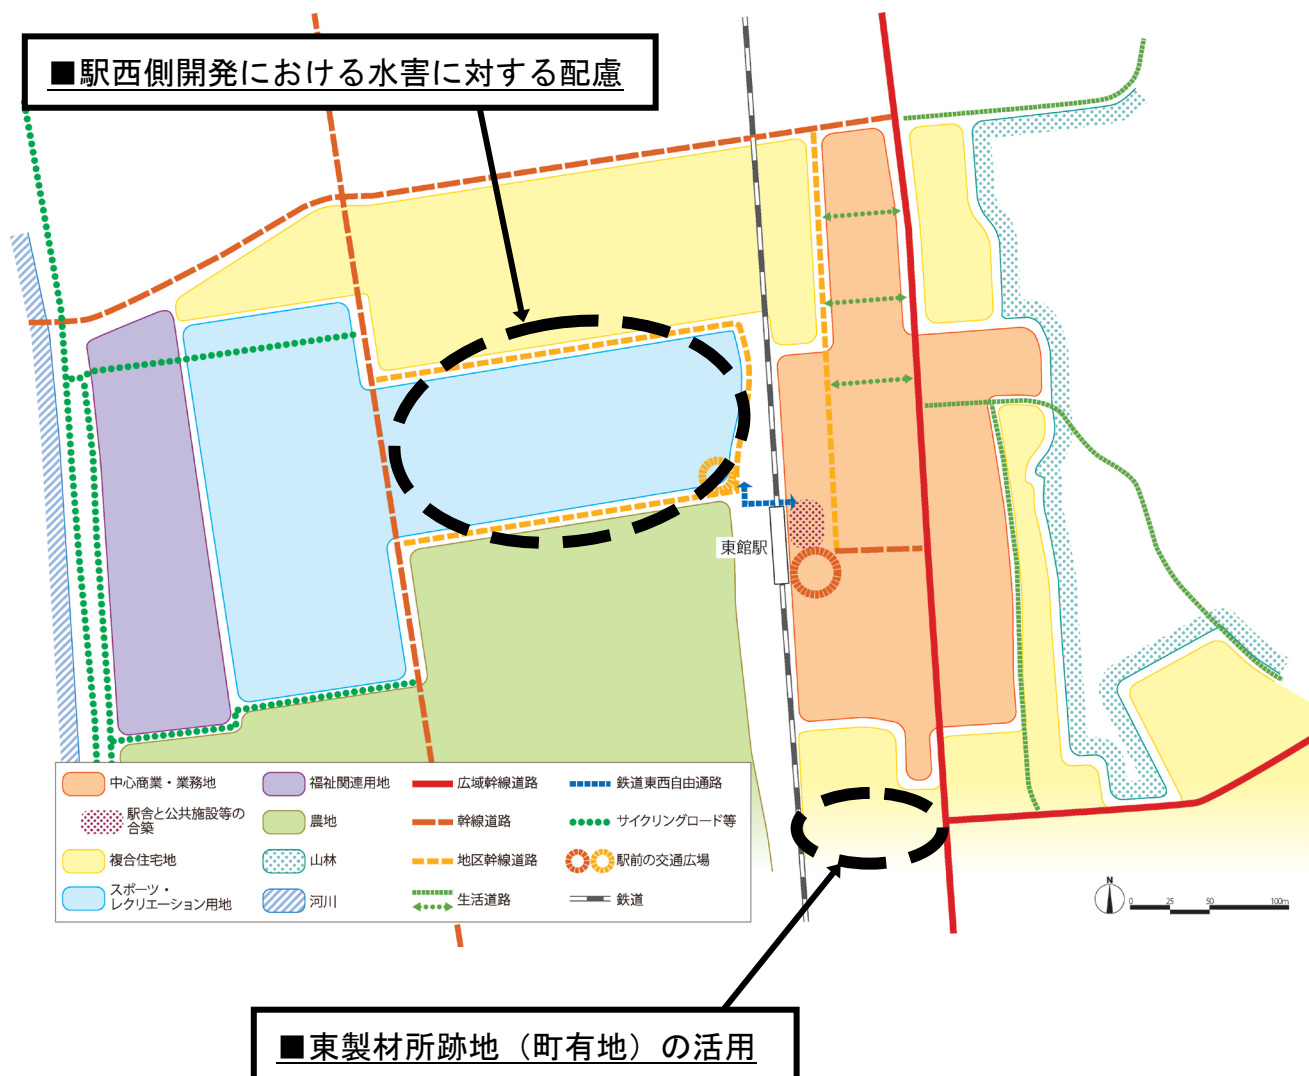 ■駅西側開発における水害に対する配慮
東館駅
中心商業・業務地
駅舎と公共施設等の
合築
複合住宅地
スポーツ・
レクリエーション用地
福祉関連用地
農地
山林
河川
広域幹線道路
幹線道路
地区幹線道路
生活道路
鉄道東西自由通路
サイクリングロード等
駅前の交通広場
鉄道
N
0 25 50 100m
■東製材所跡地（町有地）の活用